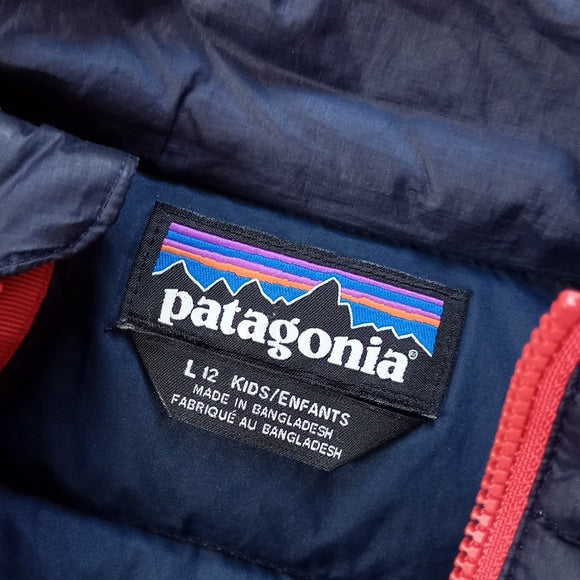 patagonia®
L 12 KIDS/ENFANTS
MADE IN BANGLADESH
FABRIQUÉ AU BANGLADESH